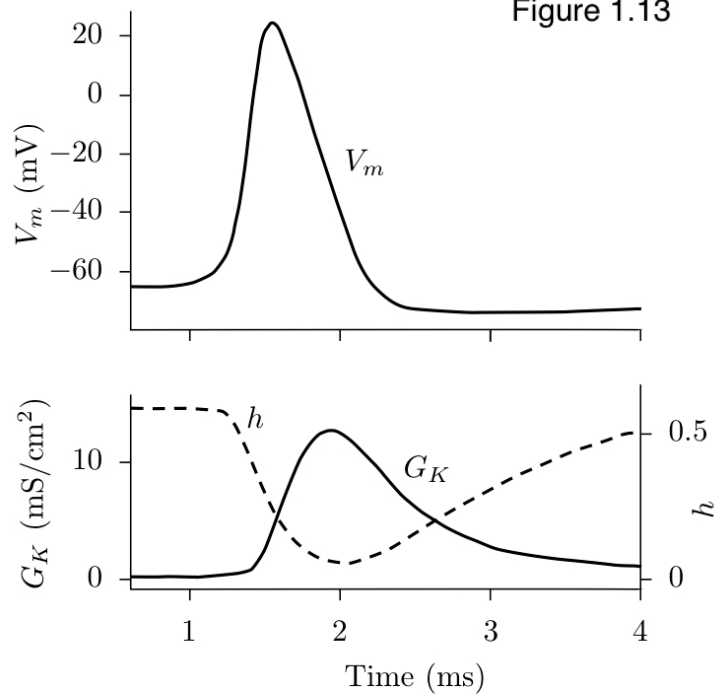 Figure 1.13
20
0
−20
−40
−60
V_m (mV)
V_m
h
G_K
10
0
G_K (mS/cm²)
0.5
0
h
1 2 3 4
Time (ms)